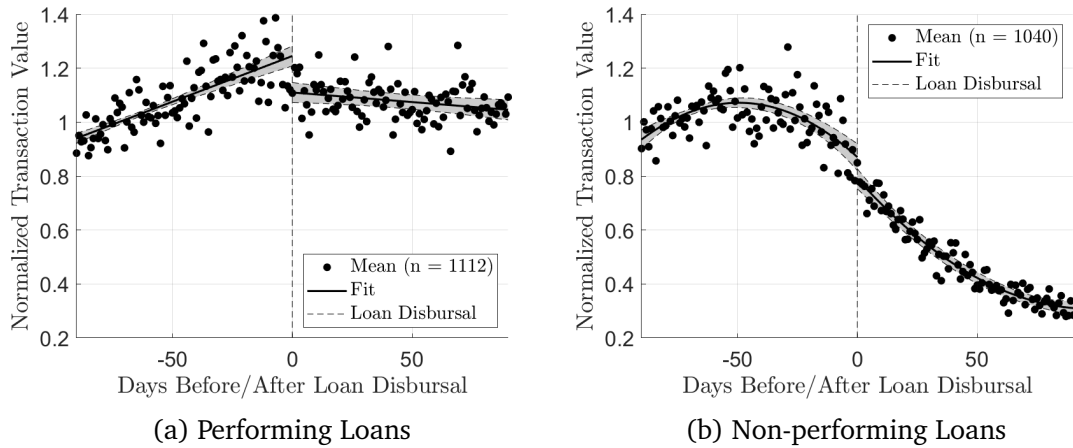 Normalized Transaction Value
1.4
1.2
1
0.8
0.6
0.4
0.2
Mean (n = 1112)
Fit
Loan Disbursal
-50
0
50
Days Before/After Loan Disbursal
(a) Performing Loans
Normalized Transaction Value
1.4
1.2
1
0.8
0.6
0.4
0.2
Mean (n = 1040)
Fit
Loan Disbursal
-50
0
50
Days Before/After Loan Disbursal
(b) Non-performing Loans